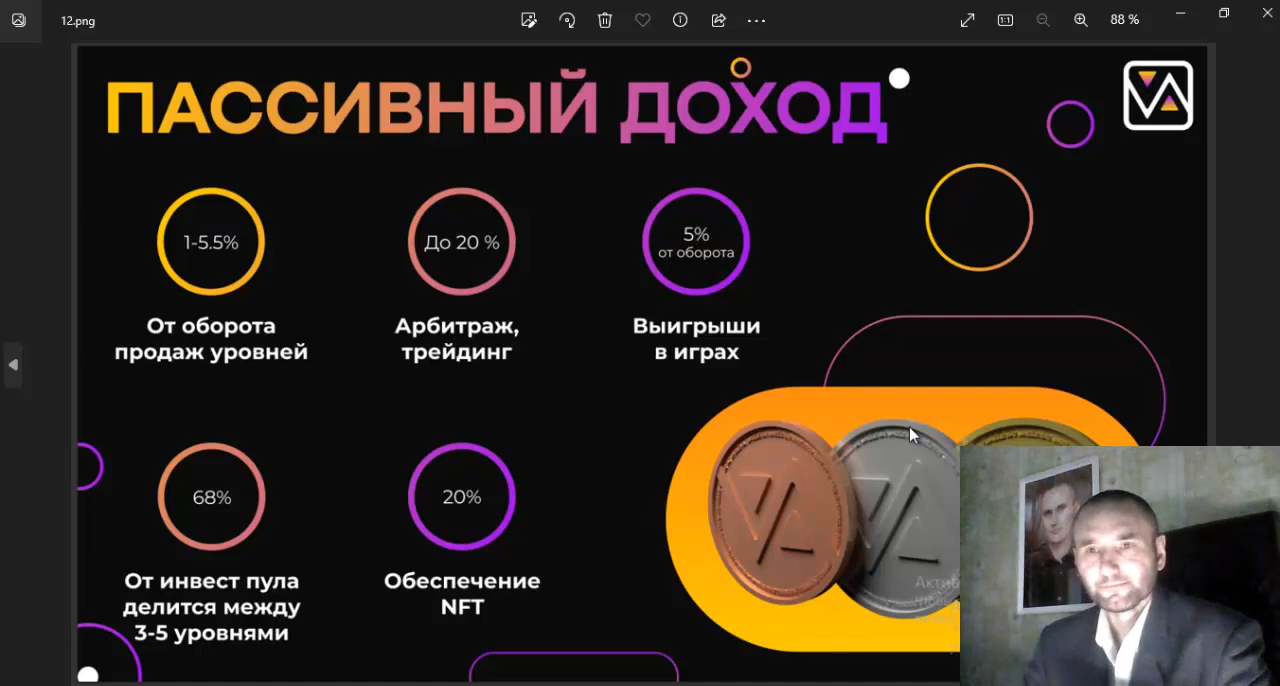 12.png
88 %
ПАССИВНЫЙ ДОХОД
1-5.5%
До 20 %
5%
от оборота
От оборота
продаж уровней
Арбитраж,
трейдинг
Выигрыши
в играх
68%
20%
От инвест пула
делится между
3-5 уровнями
Обеспечение
NFT